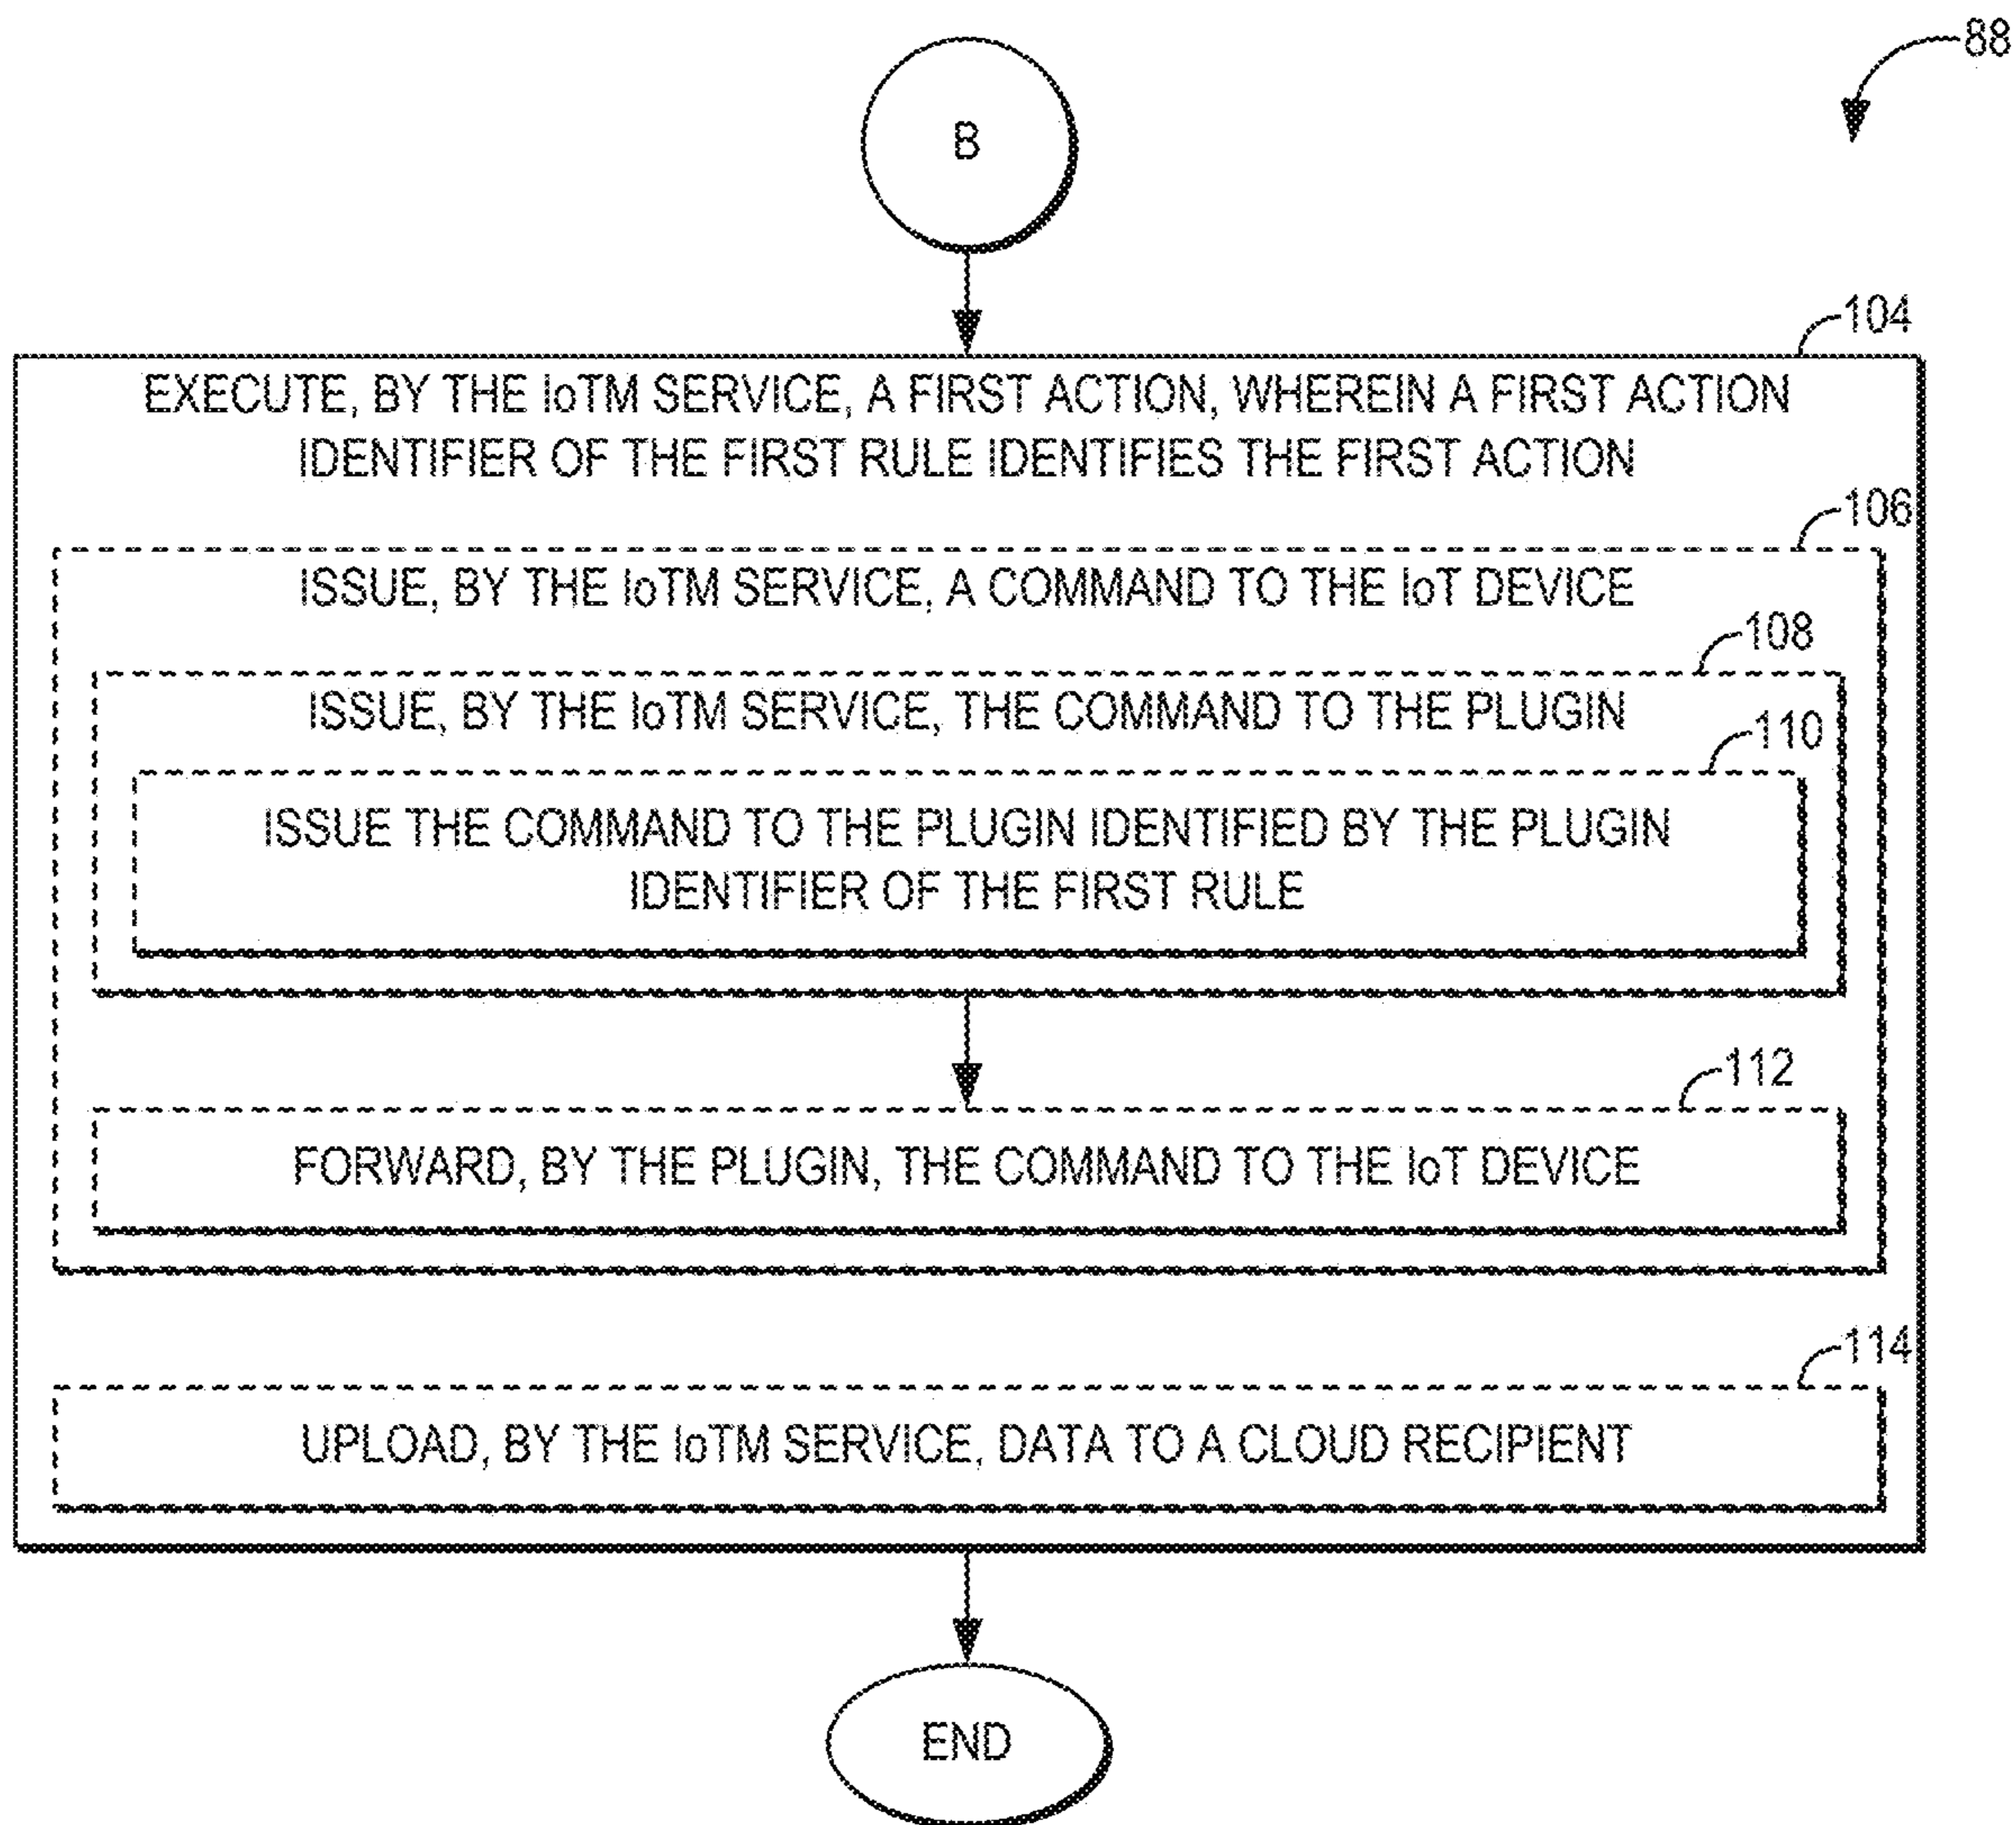 88
B
104
EXECUTE, BY THE IoTM SERVICE, A FIRST ACTION, WHEREIN A FIRST ACTION
IDENTIFIER OF THE FIRST RULE IDENTIFIES THE FIRST ACTION
106
ISSUE, BY THE IoTM SERVICE, A COMMAND TO THE IoT DEVICE
108
ISSUE, BY THE IoTM SERVICE, THE COMMAND TO THE PLUGIN
110
ISSUE THE COMMAND TO THE PLUGIN IDENTIFIED BY THE PLUGIN
IDENTIFIER OF THE FIRST RULE
112
FORWARD, BY THE PLUGIN, THE COMMAND TO THE IoT DEVICE
114
UPLOAD, BY THE IoTM SERVICE, DATA TO A CLOUD RECIPIENT
END